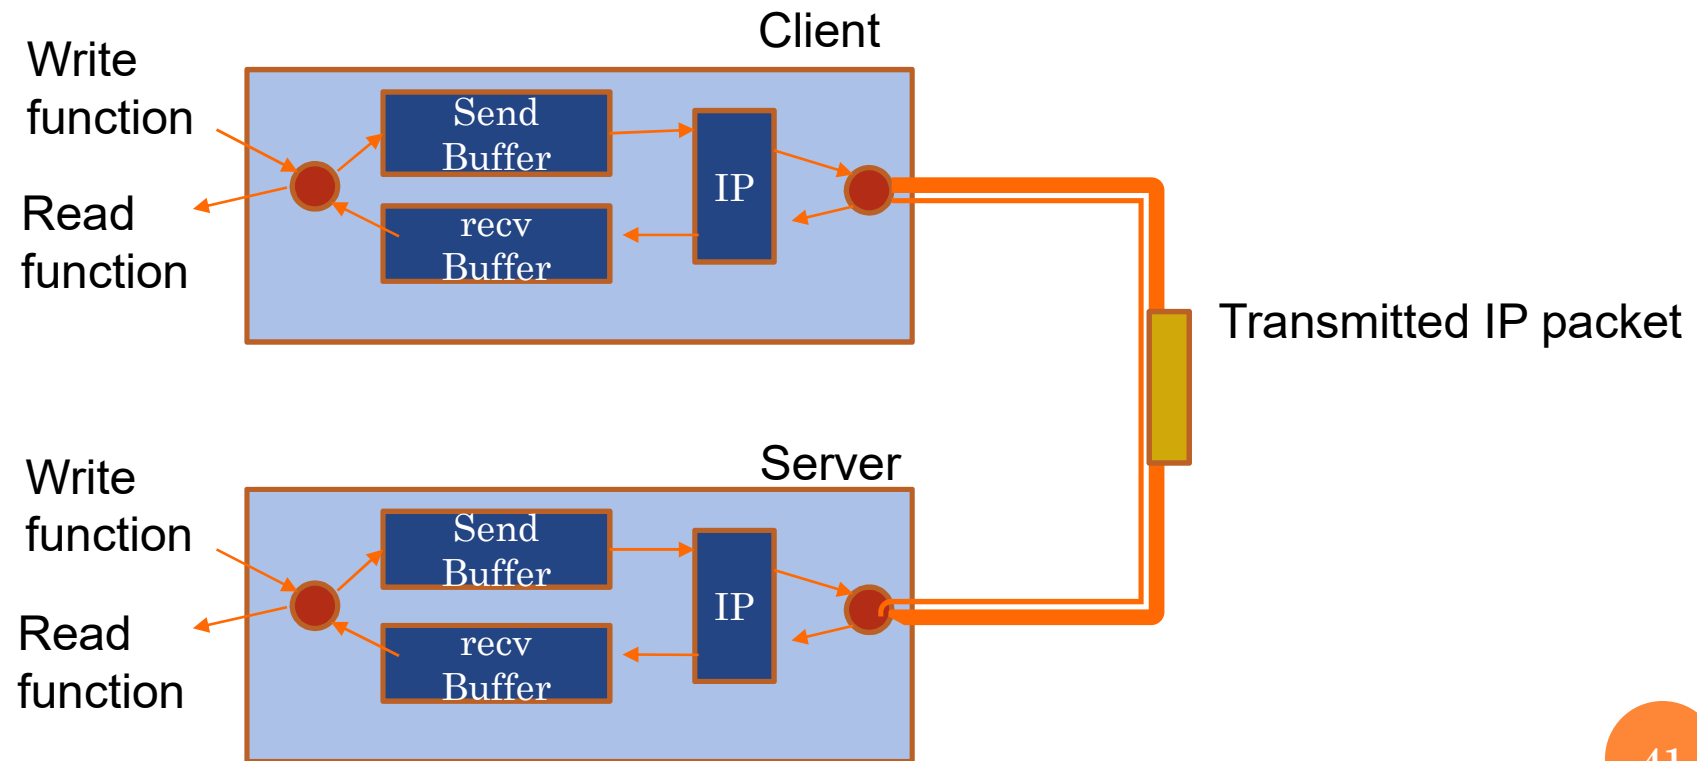 Client
Write
function
Send
Buffer
IP
Read
function
recv
Buffer
Transmitted IP packet
Server
Write
function
Send
Buffer
IP
Read
function
recv
Buffer
41